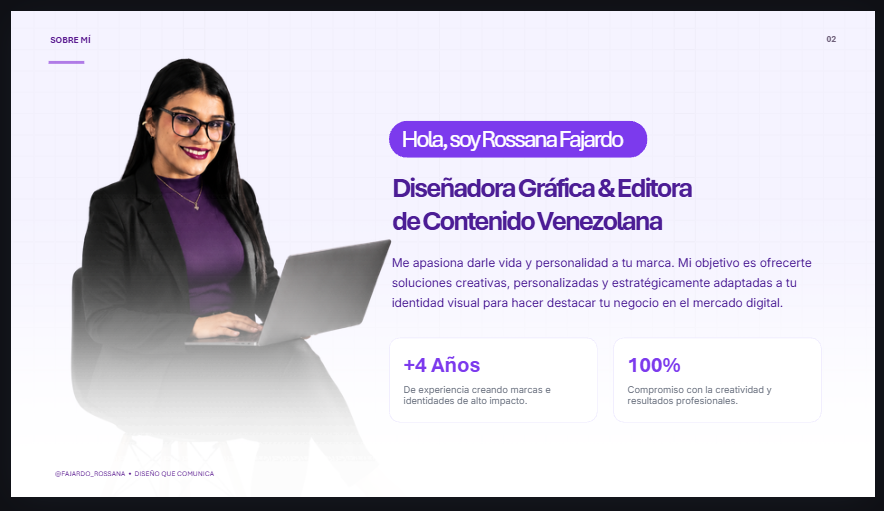 SOBRE MÍ
02
Hola, soy Rossana Fajardo
Diseñadora Gráfica & Editora
de Contenido Venezolana
Me apasiona darle vida y personalidad a tu marca. Mi objetivo es ofrecerte
soluciones creativas, personalizadas y estratégicamente adaptadas a tu
identidad visual para hacer destacar tu negocio en el mercado digital.
+4 Años
De experiencia creando marcas e
identidades de alto impacto.
100%
Compromiso con la creatividad y
resultados profesionales.
@FAJARDO_ROSSANA • DISEÑO QUE COMUNICA